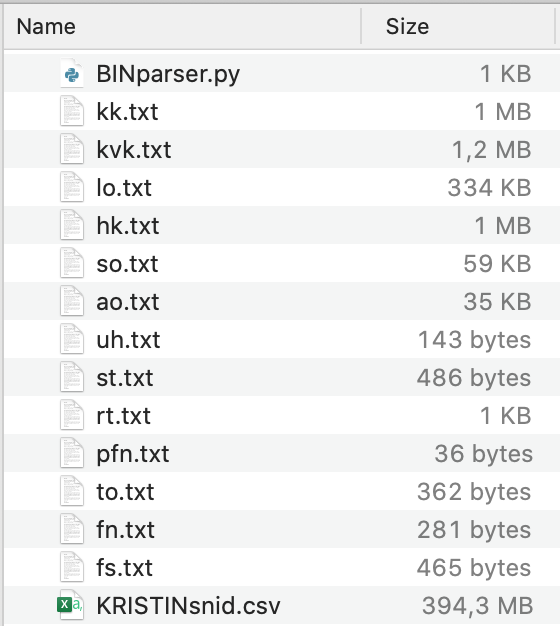 Name Size
BINparser.py 1 KB
kk.txt 1 MB
kvk.txt 1,2 MB
lo.txt 334 KB
hk.txt 1 MB
so.txt 59 KB
ao.txt 35 KB
uh.txt 143 bytes
st.txt 486 bytes
rt.txt 1 KB
pfn.txt 36 bytes
to.txt 362 bytes
fn.txt 281 bytes
fs.txt 465 bytes
KRISTINsnid.csv 394,3 MB